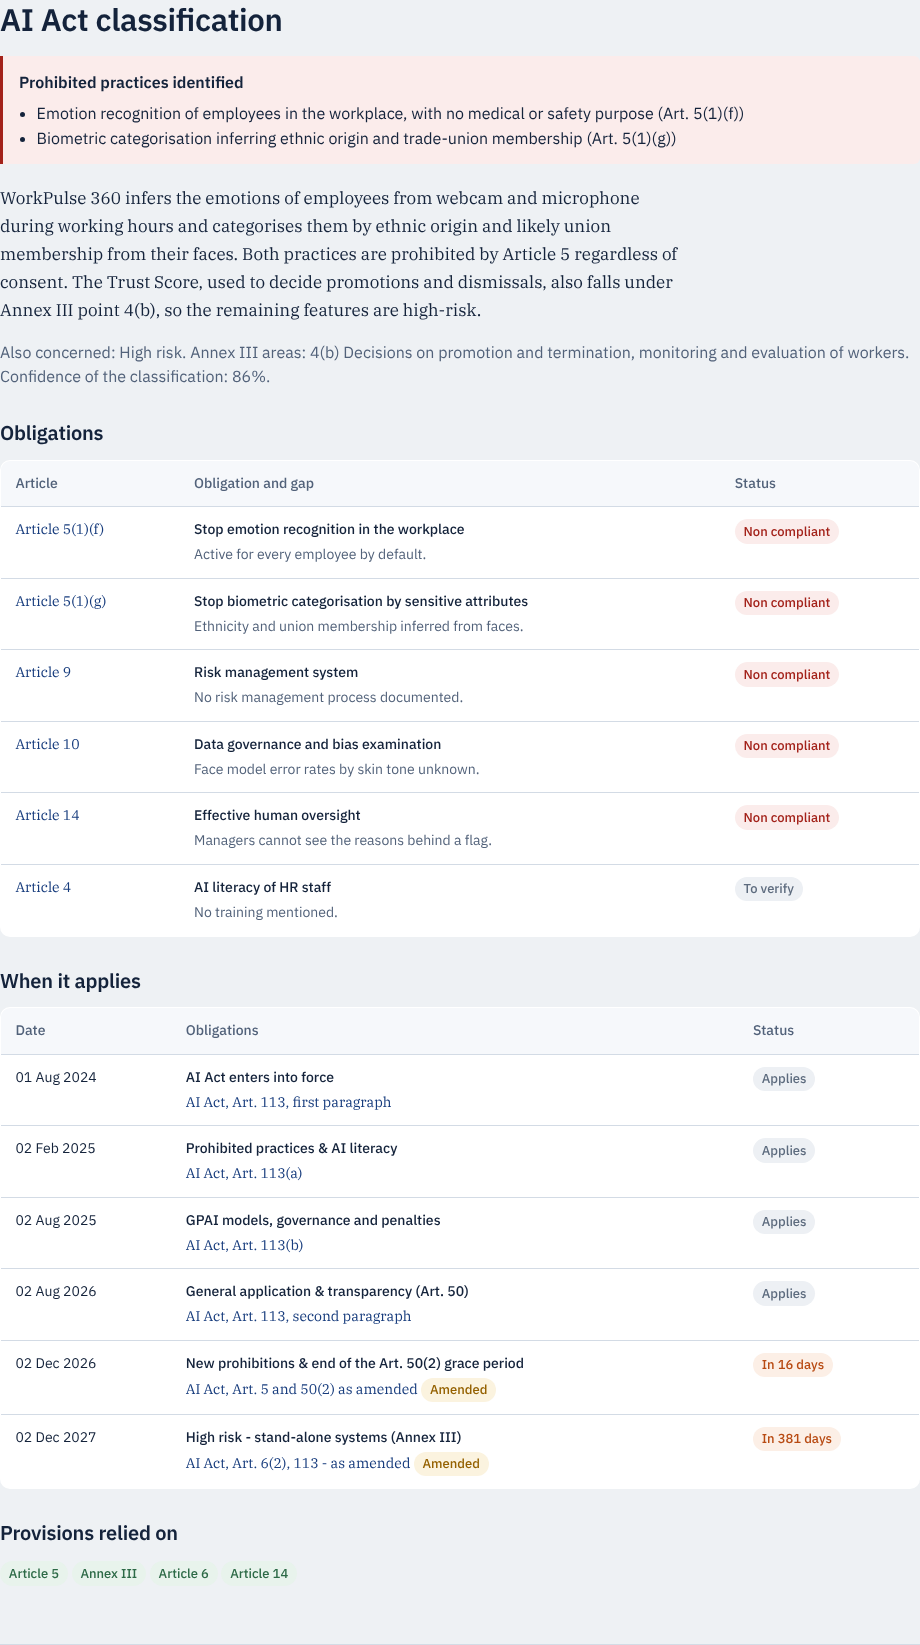 AI Act classification
Prohibited practices identified
• Emotion recognition of employees in the workplace, with no medical or safety purpose (Art. 5(1)(f))
• Biometric categorisation inferring ethnic origin and trade-union membership (Art. 5(1)(g))
WorkPulse 360 infers the emotions of employees from webcam and microphone
during working hours and categorises them by ethnic origin and likely union
membership from their faces. Both practices are prohibited by Article 5 regardless of
consent. The Trust Score, used to decide promotions and dismissals, also falls under
Annex III point 4(b), so the remaining features are high-risk.
Also concerned: High risk. Annex III areas: 4(b) Decisions on promotion and termination, monitoring and evaluation of workers.
Confidence of the classification: 86%.
Obligations
Article Obligation and gap Status
Article 5(1)(f) Stop emotion recognition in the workplace Non compliant
Active for every employee by default.
Article 5(1)(g) Stop biometric categorisation by sensitive attributes Non compliant
Ethnicity and union membership inferred from faces.
Article 9 Risk management system Non compliant
No risk management process documented.
Article 10 Data governance and bias examination Non compliant
Face model error rates by skin tone unknown.
Article 14 Effective human oversight Non compliant
Managers cannot see the reasons behind a flag.
Article 4 AI literacy of HR staff To verify
No training mentioned.
When it applies
Date Obligations Status
01 Aug 2024 AI Act enters into force Applies
AI Act, Art. 113, first paragraph
02 Feb 2025 Prohibited practices & AI literacy Applies
AI Act, Art. 113(a)
02 Aug 2025 GPAI models, governance and penalties Applies
AI Act, Art. 113(b)
02 Aug 2026 General application & transparency (Art. 50) Applies
AI Act, Art. 113, second paragraph
02 Dec 2026 New prohibitions & end of the Art. 50(2) grace period In 16 days
AI Act, Art. 5 and 50(2) as amended Amended
02 Dec 2027 High risk - stand-alone systems (Annex III) In 381 days
AI Act, Art. 6(2), 113 - as amended Amended
Provisions relied on
Article 5 Annex III Article 6 Article 14